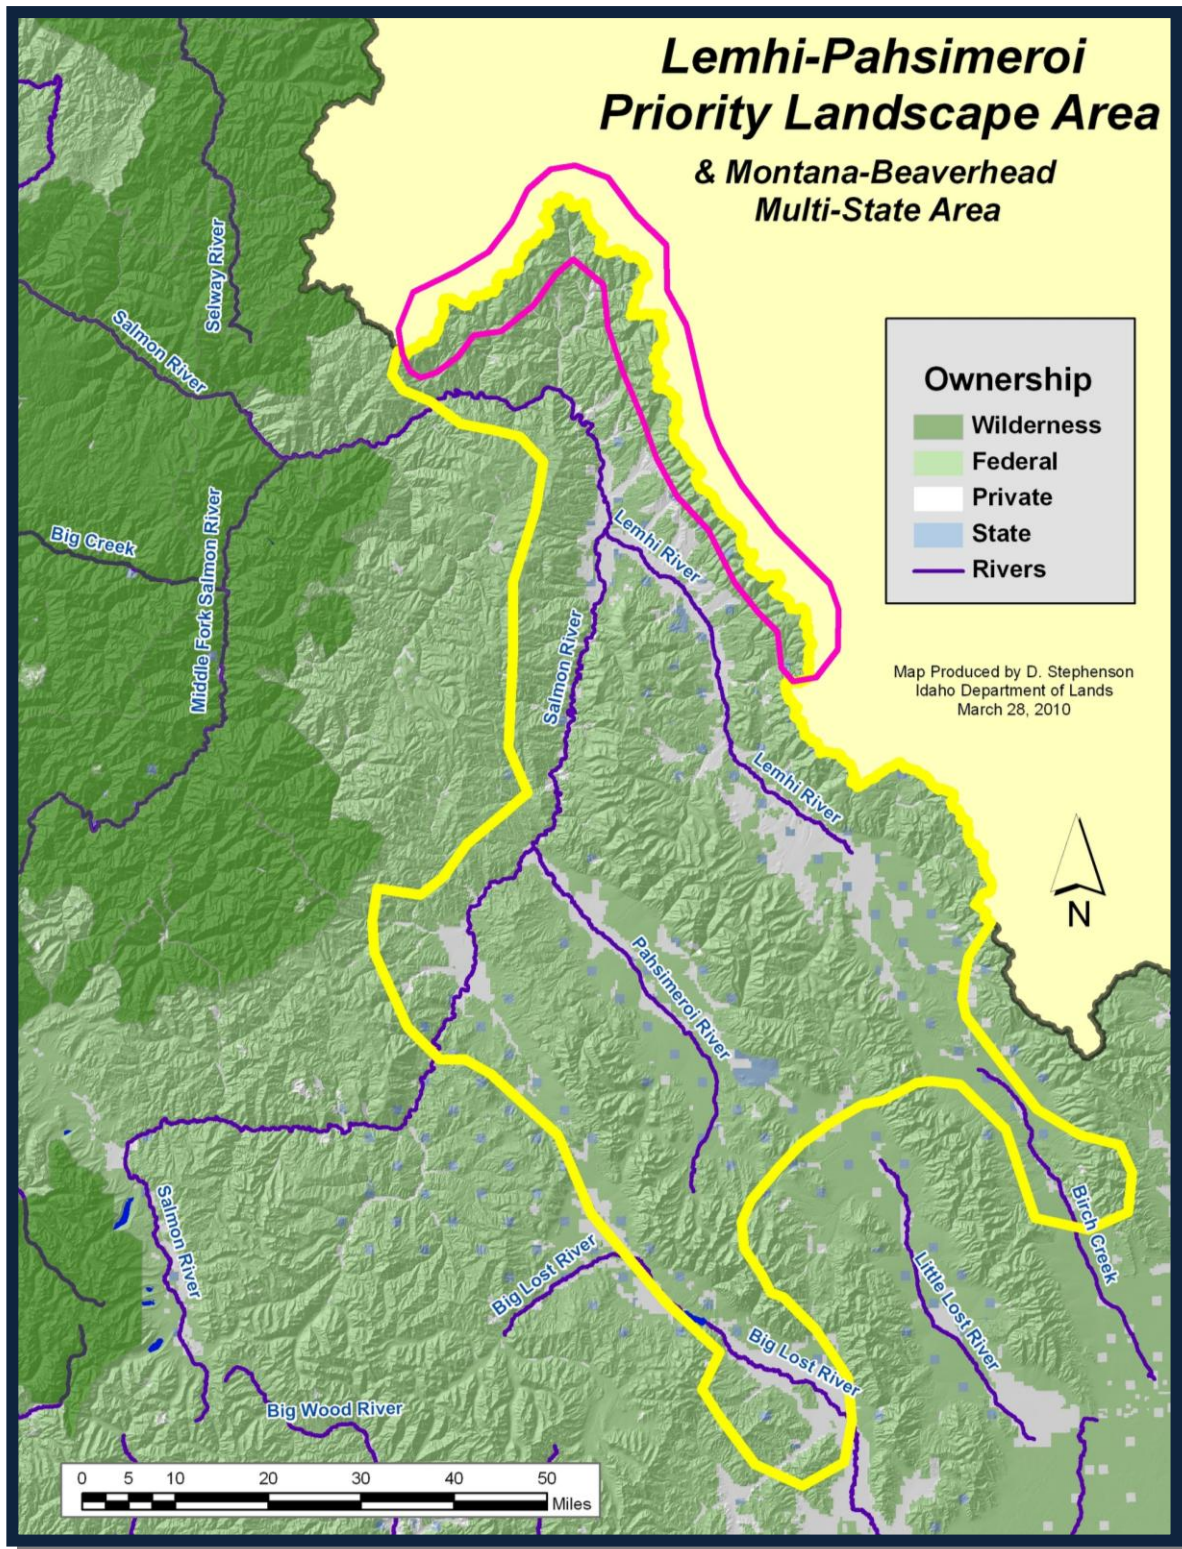 Lemhi-Pahsimeroi
Priority Landscape Area
& Montana-Beaverhead
Multi-State Area
Selway River
Salmon River
Ownership
Wilderness
Federal
Private
State
Rivers
Big Creek
Middle Fork Salmon River
Lemhi River
Salmon River
Map Produced by D. Stephenson
Idaho Department of Lands
March 28, 2010
Lemhi River
N
Pahsimeroi River
Salmon River
Birch Creek
Big Lost River
Little Lost River
Big Lost River
Big Wood River
0 5 10 20 30 40 50
Miles